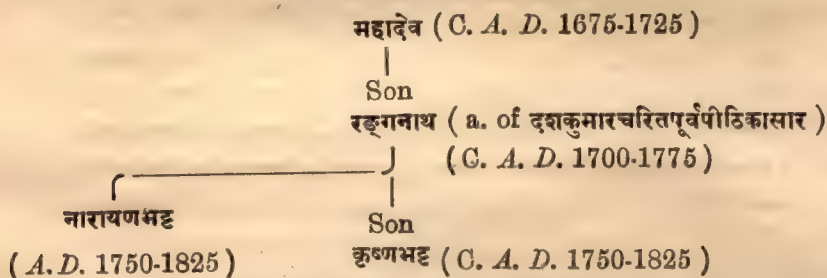 महादेव ( C. A. D. 1675-1725 )
Son
रङ्गनाथ ( a. of दशकुमारचरितपूर्वपीठिकासार )
( C. A. D. 1700-1775 )
नारायणभट्ट
Son
( A.D. 1750-1825 )
कृष्णभट्ट ( C. A. D. 1750-1825 )